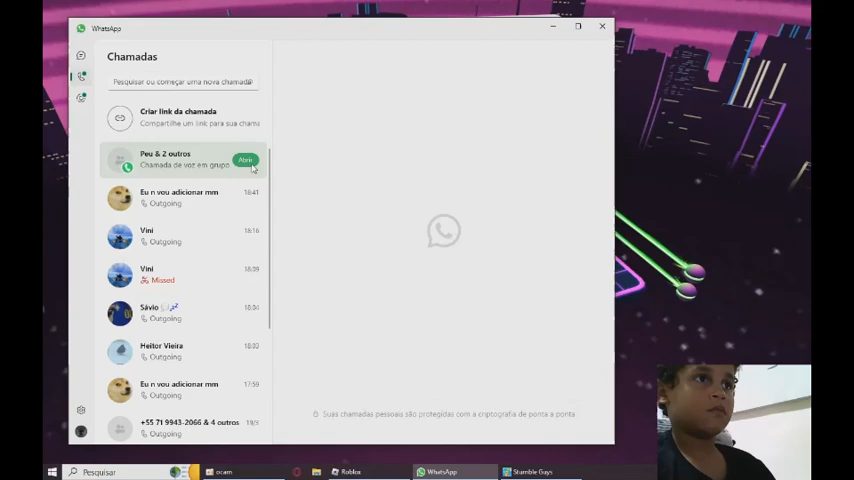 WhatsApp
Chamadas
Pesquisar ou começar uma nova chamada
Criar link da chamada
Compartilhe um link para sua chama
Peu & 2 outros
Chamada de voz em grupo
Abrir
Eu n vou adicionar mm
18:41
Outgoing
Vini
18:16
Outgoing
Vini
18:09
Missed
Sávio
18:04
Outgoing
Heitor Vieira
18:02
Outgoing
Eu n vou adicionar mm
17:59
Outgoing
+55 71 9943-2066 & 4 outros
Outgoing
Suas chamadas pessoais são protegidas com a criptografia de ponta a ponta
Pesquisar
ocam
Roblox
WhatsApp
Stumble Guys